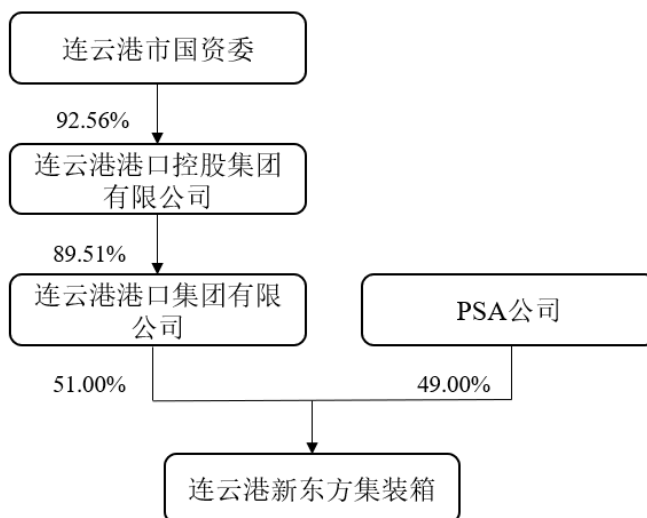 连云港市国资委
92.56%
连云港港口控股集团
有限公司
89.51%
连云港港口集团有限
公司
PSA公司
51.00%
49.00%
连云港新东方集装箱